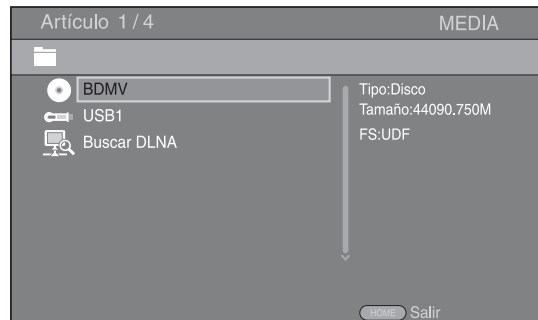 Artículo 1 / 4 MEDIA
BDMV
USB1
Buscar DLNA
Tipo:Disco
Tamaño:44090.750M
FS:UDF
HOME Salir